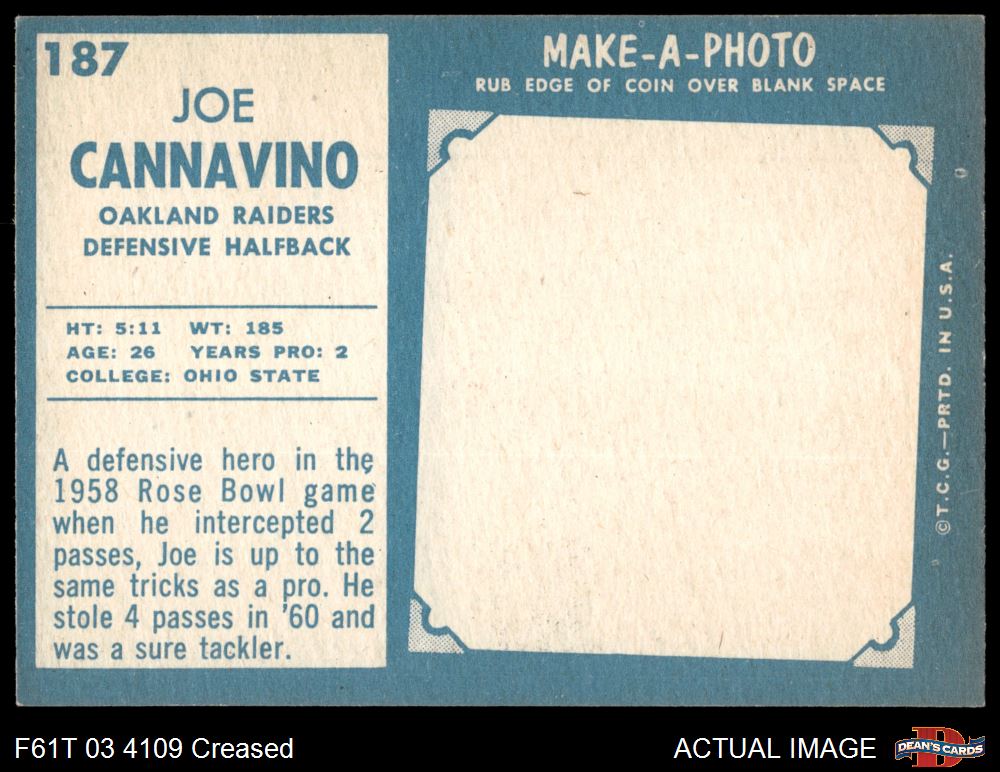 187
JOE
CANNAVINO
OAKLAND RAIDERS
DEFENSIVE HALFBACK
HT: 5:11 WT: 185
AGE: 26 YEARS PRO: 2
COLLEGE: OHIO STATE
A defensive hero in the
1958 Rose Bowl game
when he intercepted 2
passes, Joe is up to the
same tricks as a pro. He
stole 4 passes in '60 and
was a sure tackler.
MAKE-A-PHOTO
RUB EDGE OF COIN OVER BLANK SPACE
©T.C.G.—PRTD. IN U.S.A.
F61T 03 4109 Creased
ACTUAL IMAGE
DEAN'S CARDS